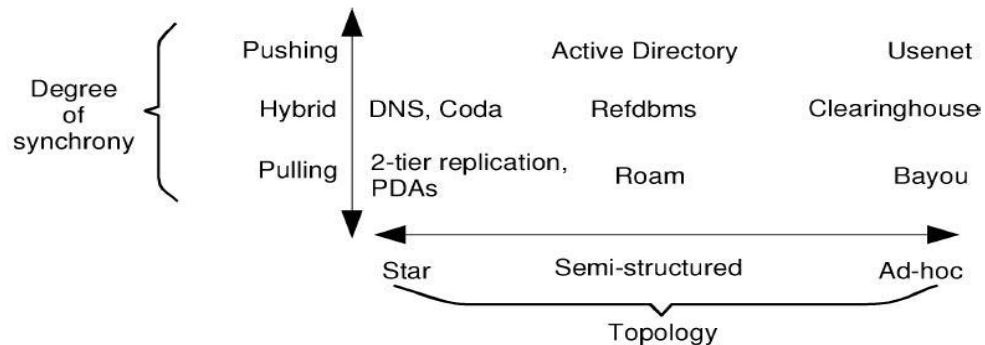 Pushing Active Directory Usenet
Degree
of
synchrony
Hybrid DNS, Coda Refdbms Clearinghouse
Pulling 2-tier replication,
PDAs
Roam Bayou
Star Semi-structured Ad-hoc
Topology